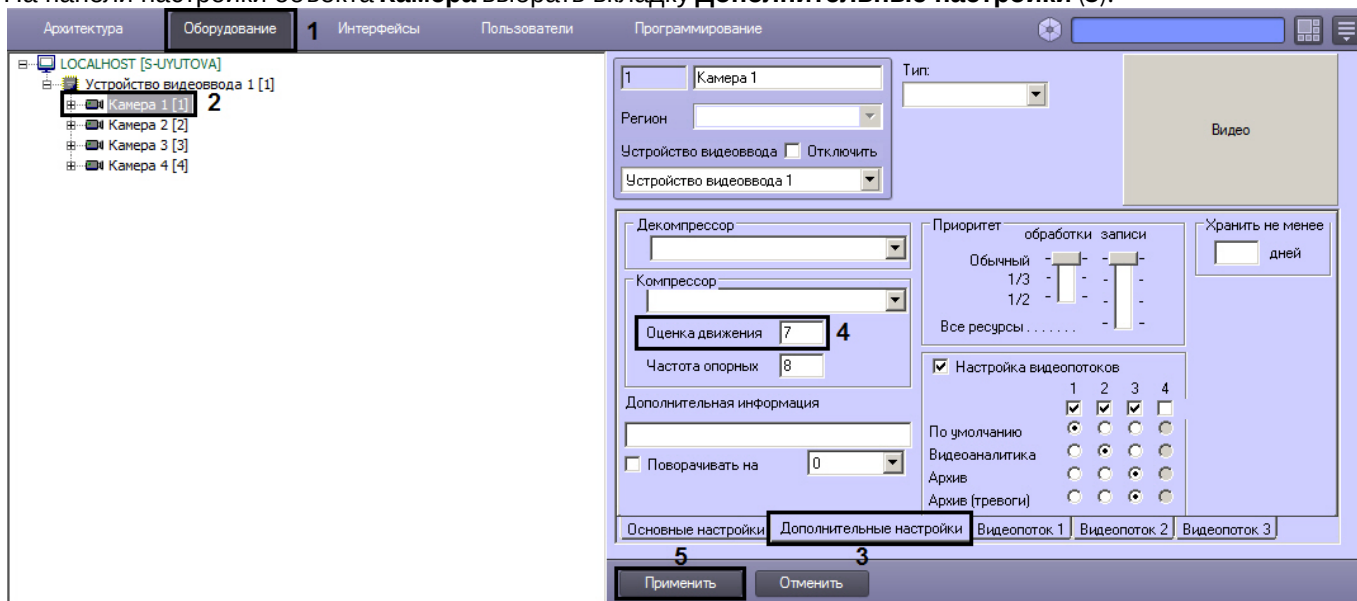 На панели настройки объекта Камера выбрать вкладку Дополнительные настройки (3).
Архитектура Оборудование 1 Интерфейсы Пользователи Программирование
LOCALHOST [S-UYUTOVA]
Устройство видеоввода 1 [1]
Камера 1 [1] 2
Камера 2 [2]
Камера 3 [3]
Камера 4 [4]
1 Камера 1
Регион
Устройство видеоввода Отключить
Устройство видеоввода 1
Тип:
Видео
Декомпрессор
Компрессор
Оценка движения 7 4
Частота опорных 8
Дополнительная информация
Поворачивать на 0
Приоритет
обработки записи
Обычный
1/3
1/2
Все ресурсы . . . . . . .
Хранить не менее
дней
Настройка видеопотоков
1 2 3 4
По умолчанию
Видеоаналитика
Архив
Архив (тревоги)
Основные настройки Дополнительные настройки Видеопоток 1 Видеопоток 2 Видеопоток 3
5 3
Применить Отменить